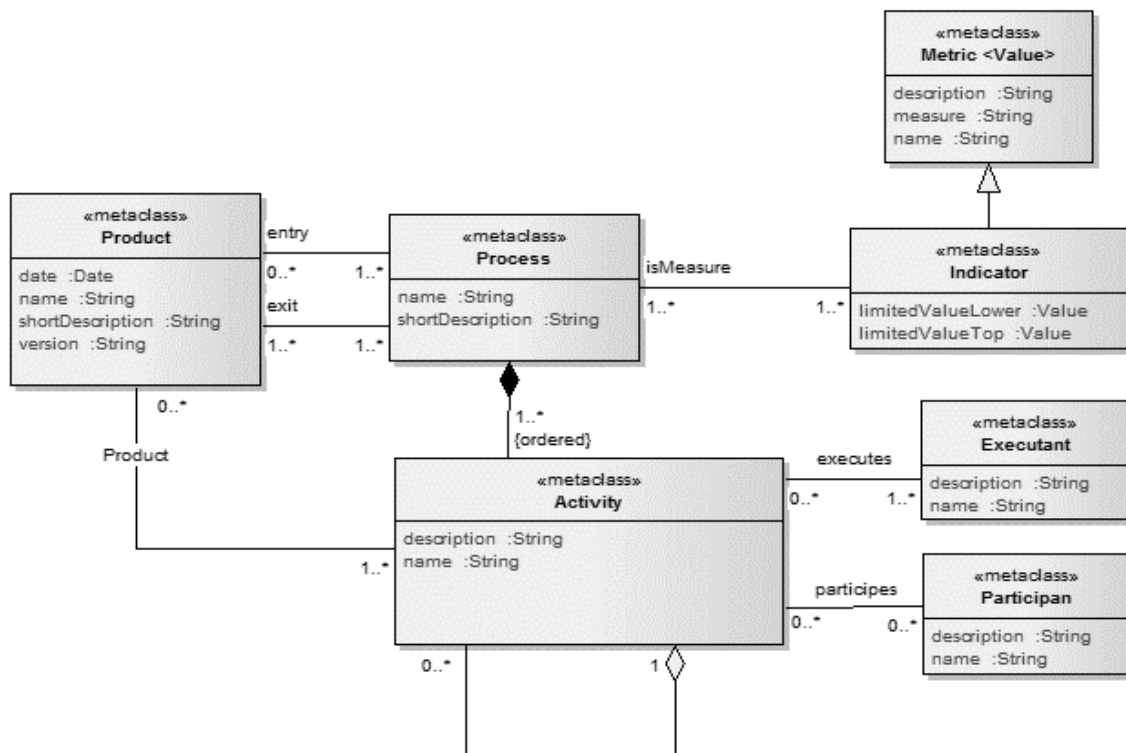 «metaclass»
Metric <Value>
description :String
measure :String
name :String
«metaclass»
Product
date :Date
name :String
shortDescription :String
version :String
entry
0..* 1..*
exit
1..* 1..*
«metaclass»
Process
name :String
shortDescription :String
isMeasure
1..* 1..*
«metaclass»
Indicator
limitedValueLower :Value
limitedValueTop :Value
0..*
Product
1..*
1..*
{ordered}
«metaclass»
Activity
description :String
name :String
executes
0..* 1..*
«metaclass»
Executant
description :String
name :String
participes
0..* 0..*
«metaclass»
Participan
description :String
name :String
0..* 1